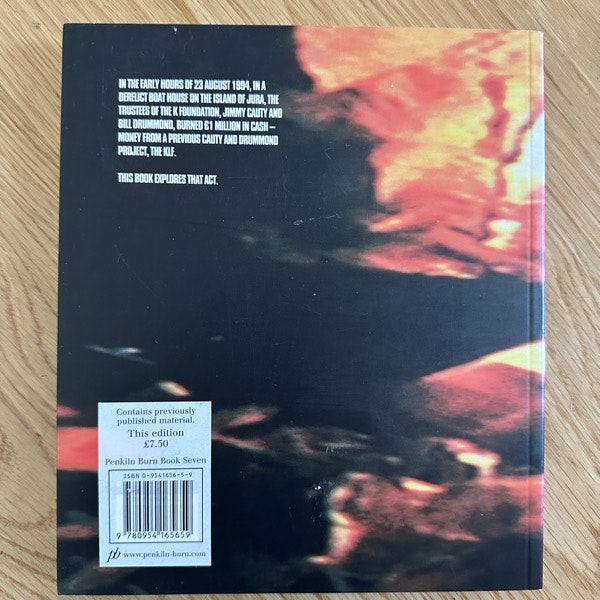 IN THE EARLY HOURS OF 23 AUGUST 1994, IN A
DERELICT BOAT HOUSE ON THE ISLAND OF JURA, THE
TRUSTEES OF THE K FOUNDATION, JIMMY CAUTY AND
BILL DRUMMOND, BURNED £1 MILLION IN CASH –
MONEY FROM A PREVIOUS CAUTY AND DRUMMOND
PROJECT, THE KLF.
THIS BOOK EXPLORES THAT ACT.
Contains previously
published material.
This edition
£7.50
Penkiln Burn Book Seven
ISBN 0-9541656-5-9
9 780954 165659
pb www.penkiln-burn.com